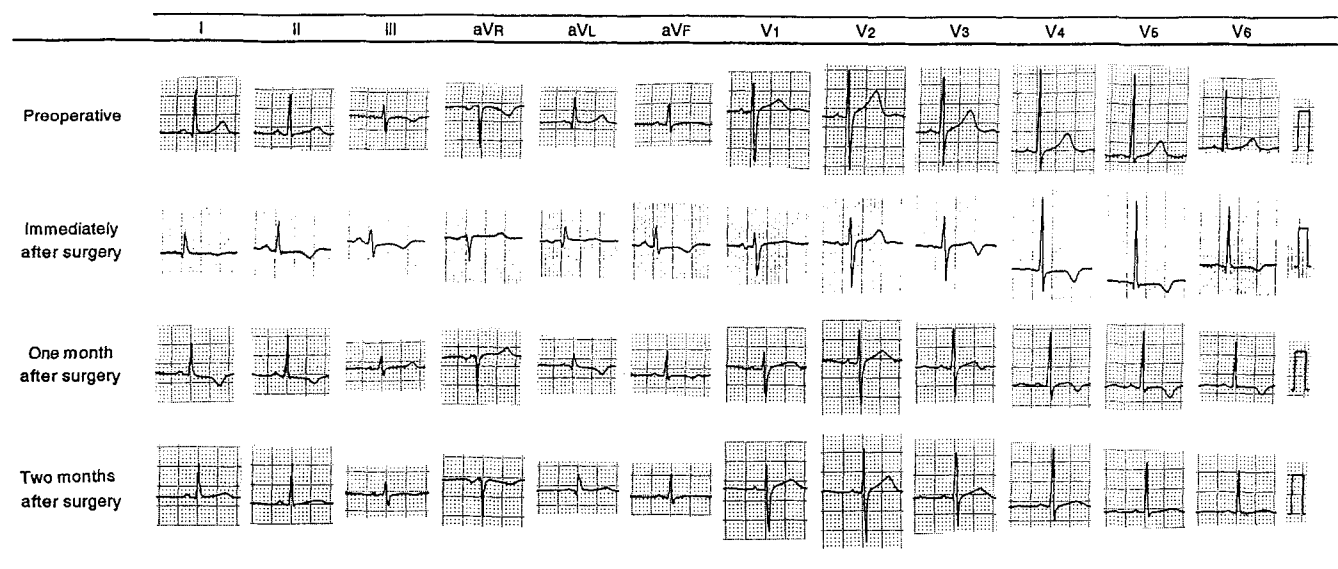 I II III aVR aVL aVF V1 V2 V3 V4 V5 V6
Preoperative
Immediately
after surgery
One month
after surgery
Two months
after surgery